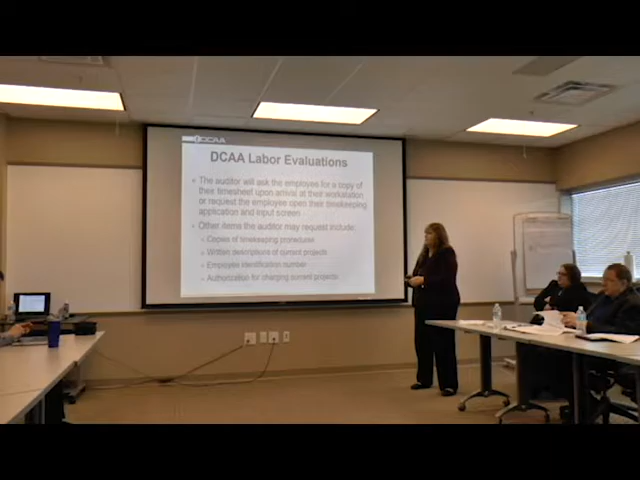 DCAA
DCAA Labor Evaluations
The auditor will ask the employee for a copy of
their timesheet upon arrival at their workstation,
or request the employee open their timekeeping
application and input screen
Other items the auditor may request include:
Copies of timekeeping procedures
Written descriptions of current projects
Employee identification number
Authorization for charging current projects